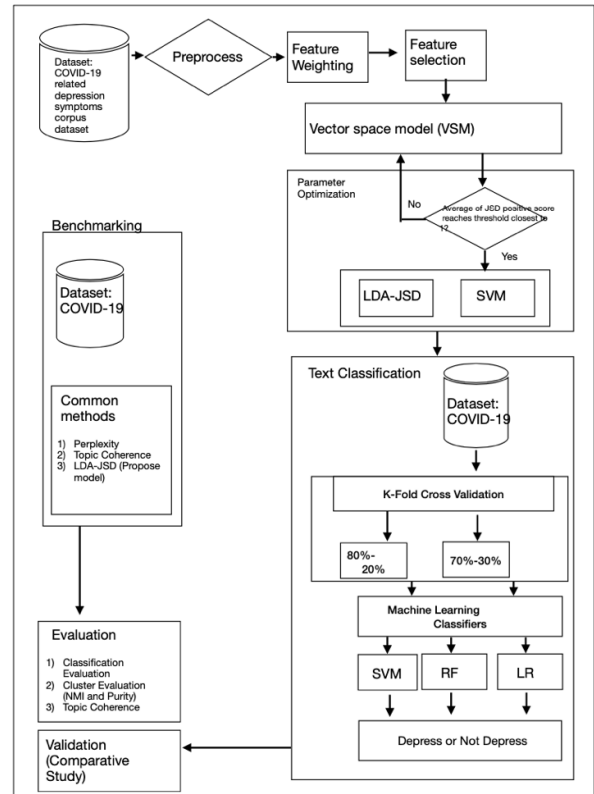 Dataset:
COVID-19
related
depression
symptoms
corpus
dataset
Preprocess
Feature
Weighting
Feature
selection
Vector space model (VSM)
Parameter
Optimization
No
Average of JSD positive score
reaches threshold closest to
1?
Yes
LDA-JSD
SVM
Benchmarking
Dataset:
COVID-19
Common
methods
1) Perplexity
2) Topic Coherence
3) LDA-JSD (Propose
model)
Text Classification
Dataset:
COVID-19
K-Fold Cross Validation
80%-
20%
70%-30%
Machine Learning
Classifiers
SVM
RF
LR
Depress or Not Depress
Evaluation
1) Classification
Evaluation
2) Cluster Evaluation
(NMI and Purity)
3) Topic Coherence
Validation
(Comparative
Study)